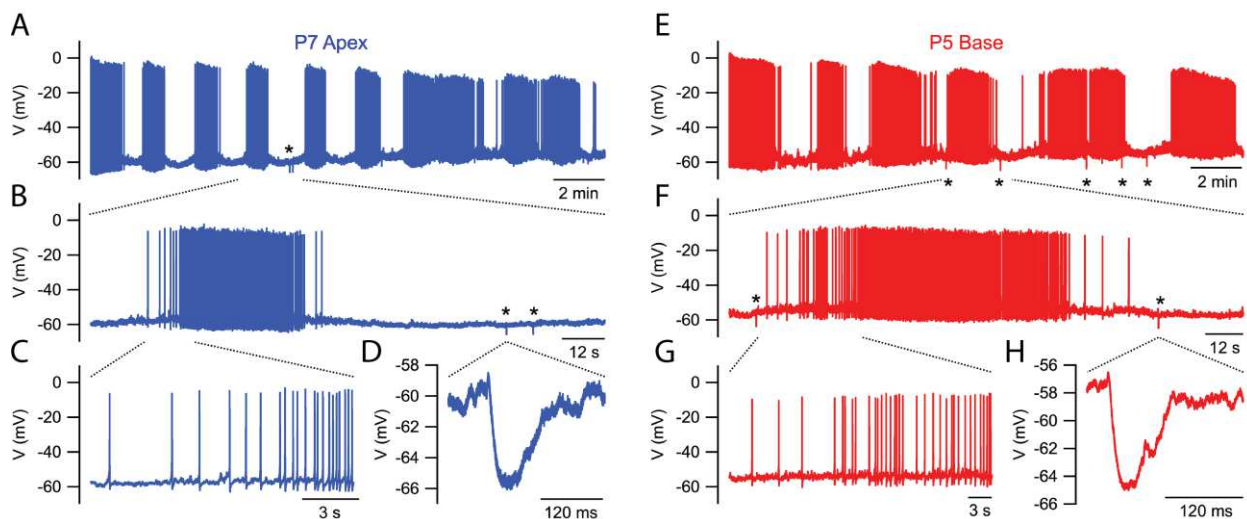 A
P7 Apex
V (mV)
0
-20
-40
-60
*
2 min
B
V (mV)
0
-20
-40
-60
* *
12 s
C
V (mV)
0
-20
-40
-60
3 s
D
V (mV)
-58
-60
-62
-64
-66
120 ms
E
P5 Base
V (mV)
0
-20
-40
-60
* * * * *
2 min
F
V (mV)
0
-20
-40
-60
* *
12 s
G
V (mV)
0
-20
-40
-60
3 s
H
V (mV)
-56
-58
-60
-62
-64
-66
120 ms